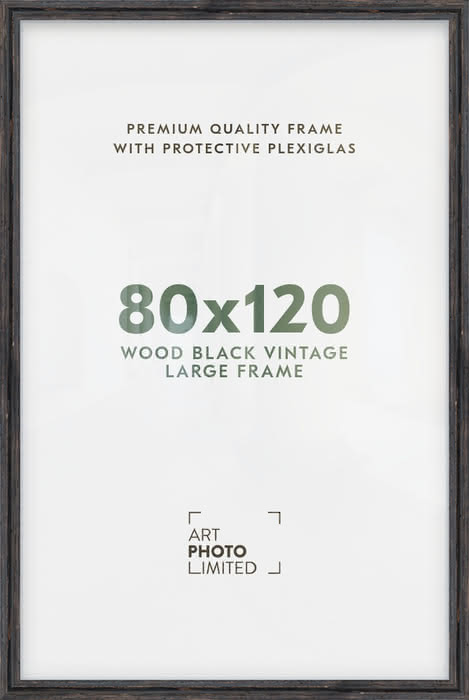 PREMIUM QUALITY FRAME
WITH PROTECTIVE PLEXIGLAS
80x120
WOOD BLACK VINTAGE
LARGE FRAME
ART
PHOTO
LIMITED